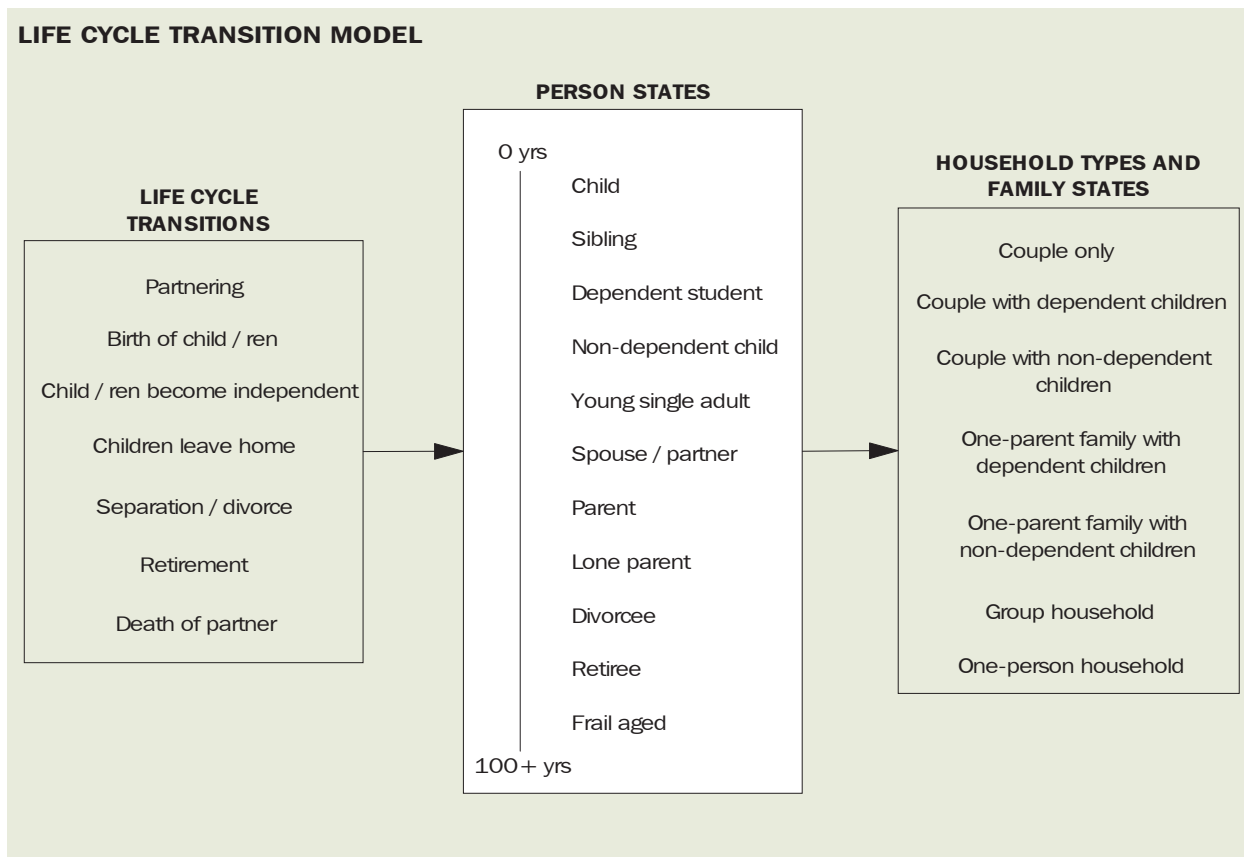 LIFE CYCLE TRANSITION MODEL
LIFE CYCLE
TRANSITIONS
Partnering
Birth of child / ren
Child / ren become independent
Children leave home
Separation / divorce
Retirement
Death of partner
PERSON STATES
0 yrs
Child
Sibling
Dependent student
Non-dependent child
Young single adult
Spouse / partner
Parent
Lone parent
Divorcee
Retiree
Frail aged
100+ yrs
HOUSEHOLD TYPES AND
FAMILY STATES
Couple only
Couple with dependent children
Couple with non-dependent
children
One-parent family with
dependent children
One-parent family with
non-dependent children
Group household
One-person household